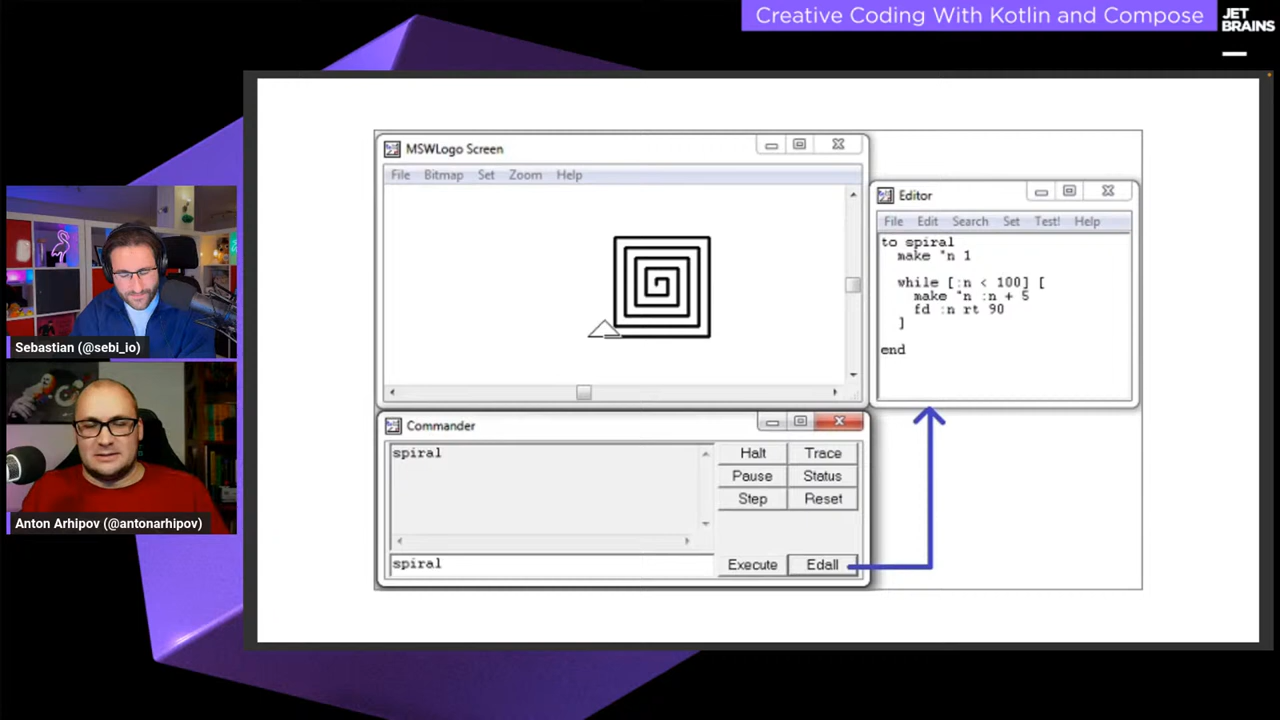 Creative Coding With Kotlin and Compose
JET
BRAINS
MSWLogo Screen
File Bitmap Set Zoom Help
Editor
File Edit Search Set Test! Help
to spiral
make "n 1
while [:n < 100] [
make "n :n + 5
fd :n rt 90
]
end
Commander
spiral
Halt Trace
Pause Status
Step Reset
spiral
Execute Edall
Sebastian (@sebi_io)
Anton Arhipov (@antonarhipov)